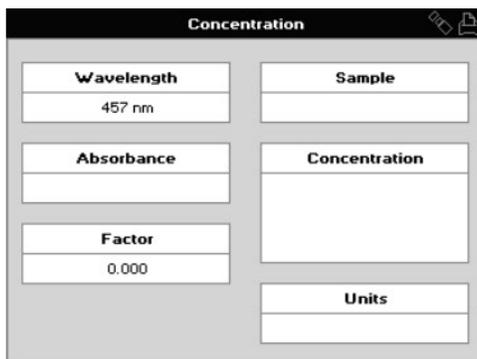 Concentration
Wavelength
457 nm
Absorbance
Factor
0.000
Sample
Concentration
Units